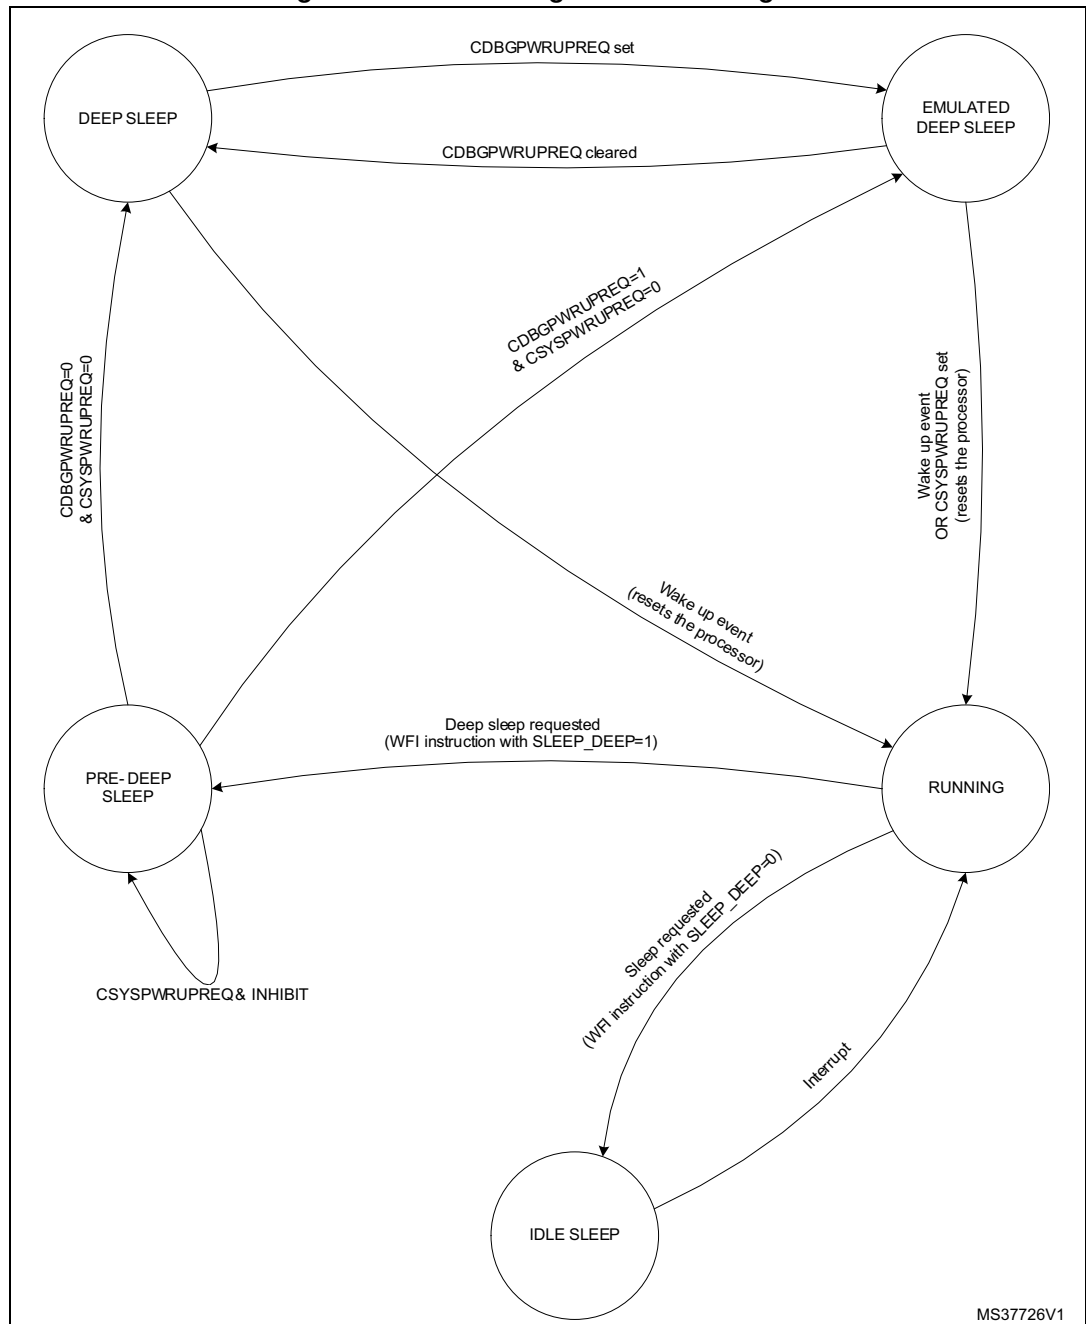 CDBGPWRUPREQ set
DEEP SLEEP
EMULATED
DEEP SLEEP
CDBGPWRUPREQ cleared
CDBGPWRUPREQ=1
& CSYSPWRUPREQ=0
CDBGPWRUPREQ=0
& CSYSPWRUPREQ=0
Wake up event
OR CSYSPWRUPREQ set
(resets the processor)
Wake up event
(resets the processor)
Deep sleep requested
(WFI instruction with SLEEP_DEEP=1)
PRE-DEEP
SLEEP
RUNNING
Sleep requested
(WFI instruction with SLEEP_DEEP=0)
CSYSPWRUPREQ & INHIBIT
Interrupt
IDLE SLEEP
MS37726V1